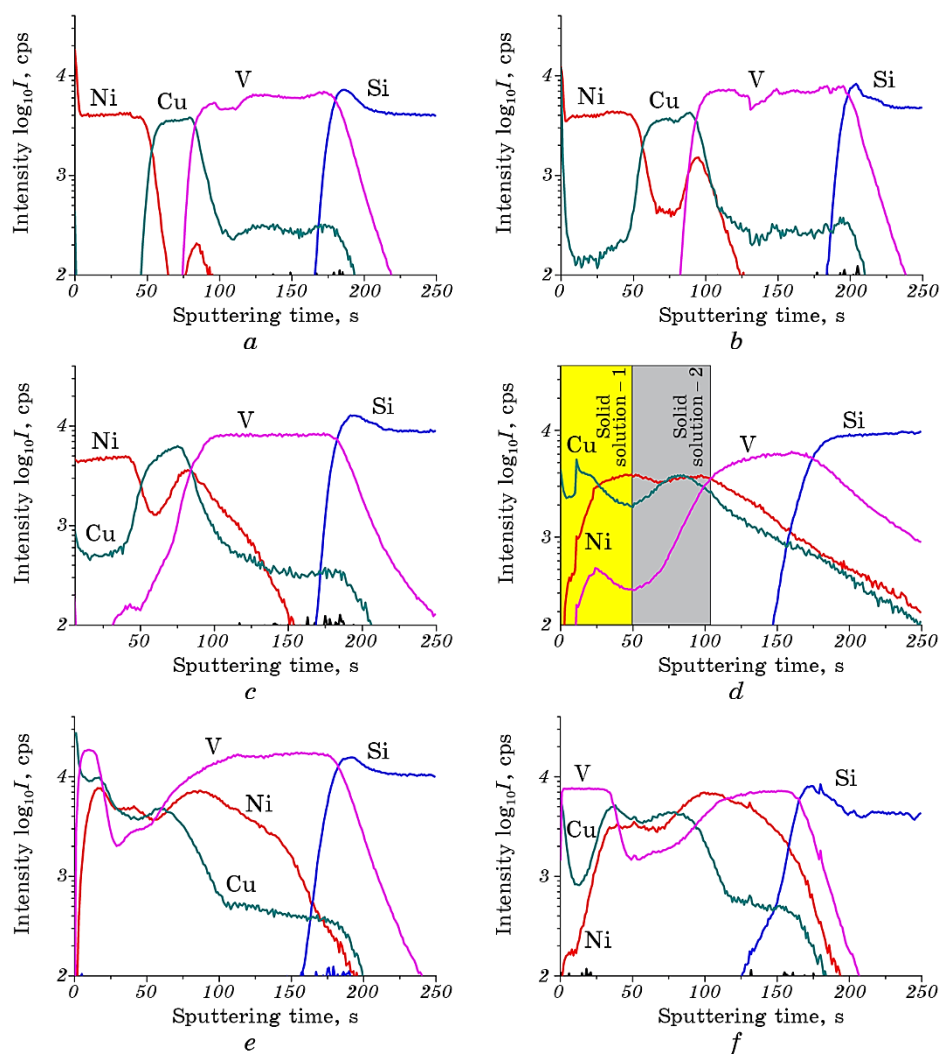 Intensity log₁₀I, cps
4
3
2
Ni
Cu
V
Si
0 50 100 150 200 250
Sputtering time, s
a
Intensity log₁₀I, cps
4
3
2
Ni
Cu
V
Si
0 50 100 150 200 250
Sputtering time, s
b
Intensity log₁₀I, cps
4
3
2
Ni
Cu
V
Si
0 50 100 150 200 250
Sputtering time, s
c
Intensity log₁₀I, cps
4
3
2
Cu
Ni
Solid
solution–1
Solid
solution–2
V
Si
0 50 100 150 200 250
Sputtering time, s
d
Intensity log₁₀I, cps
4
3
2
V
Si
Ni
Cu
0 50 100 150 200 250
Sputtering time, s
e
Intensity log₁₀I, cps
4
3
2
V
Cu
Ni
Si
0 50 100 150 200 250
Sputtering time, s
f